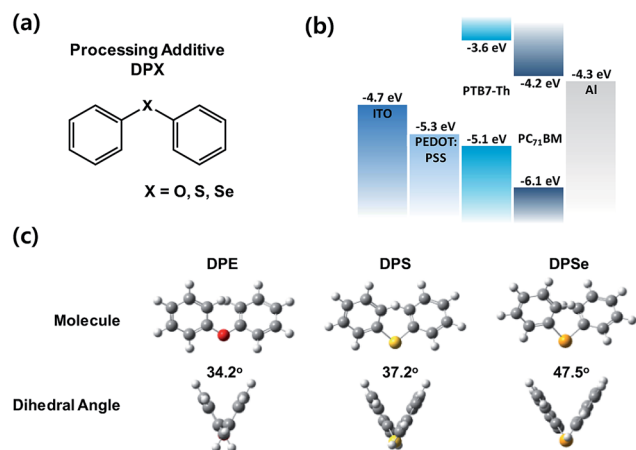 (a)
Processing Additive
DPX
X
X = O, S, Se
(b)
-3.6 eV
-4.2 eV
-4.3 eV
Al
PTB7-Th
-4.7 eV
ITO
-5.3 eV
PEDOT:
PSS
-5.1 eV
PC₇₁BM
-6.1 eV
(c)
DPE DPS DPSe
Molecule
34.2° 37.2° 47.5°
Dihedral Angle